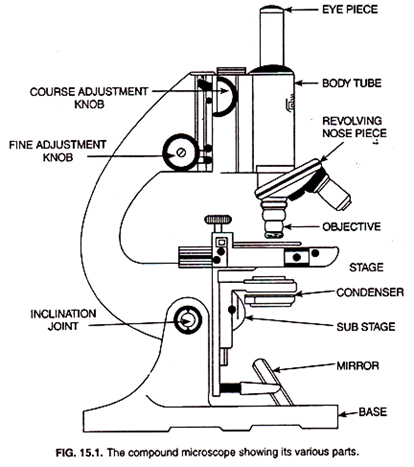 EYE PIECE
COURSE ADJUSTMENT
KNOB
BODY TUBE
REVOLVING
NOSE PIECE
FINE ADJUSTMENT
KNOB
OBJECTIVE
STAGE
CONDENSER
INCLINATION
JOINT
SUB STAGE
MIRROR
BASE
FIG. 15.1. The compound microscope showing its various parts.